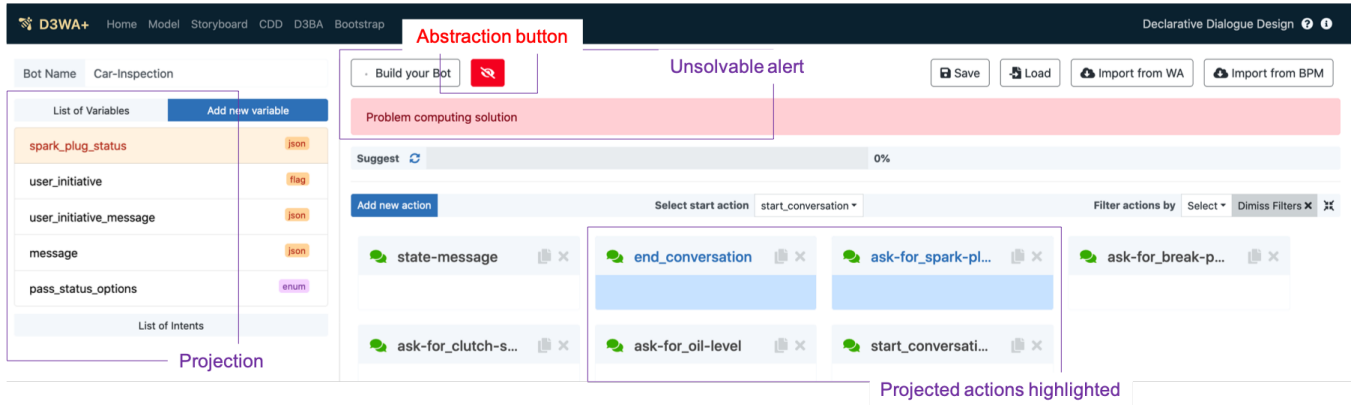 D3WA+ Home Model Storyboard CDD D3BA Bootstrap Declarative Dialogue Design
Abstraction button
Bot Name Car-Inspection
Build your Bot
Unsolvable alert
Save Load Import from WA Import from BPM
List of Variables Add new variable
Problem computing solution
spark_plug_status json
Suggest 0%
user_initiative flag
user_initiative_message json
Add new action Select start action start_conversation Filter actions by Select Dimiss Filters ×
message json
state-message end_conversation ask-for_spark-pl... ask-for_break-p...
pass_status_options enum
List of Intents
ask-for_clutch-s... ask-for_oil-level start_conversati...
Projection
Projected actions highlighted